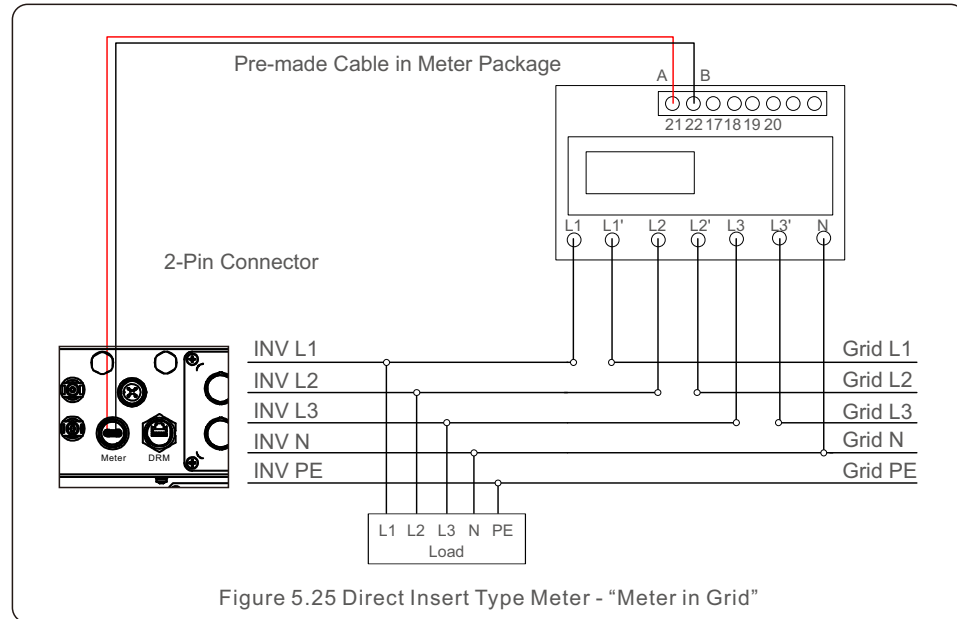 Pre-made Cable in Meter Package
A B
21 22 17 18 19 20
L1 L1' L2 L2' L3 L3' N
2-Pin Connector
INV L1 Grid L1
INV L2 Grid L2
INV L3 Grid L3
INV N Grid N
INV PE Grid PE
Meter DRM
L1 L2 L3 N PE
Load
Figure 5.25 Direct Insert Type Meter - “Meter in Grid”